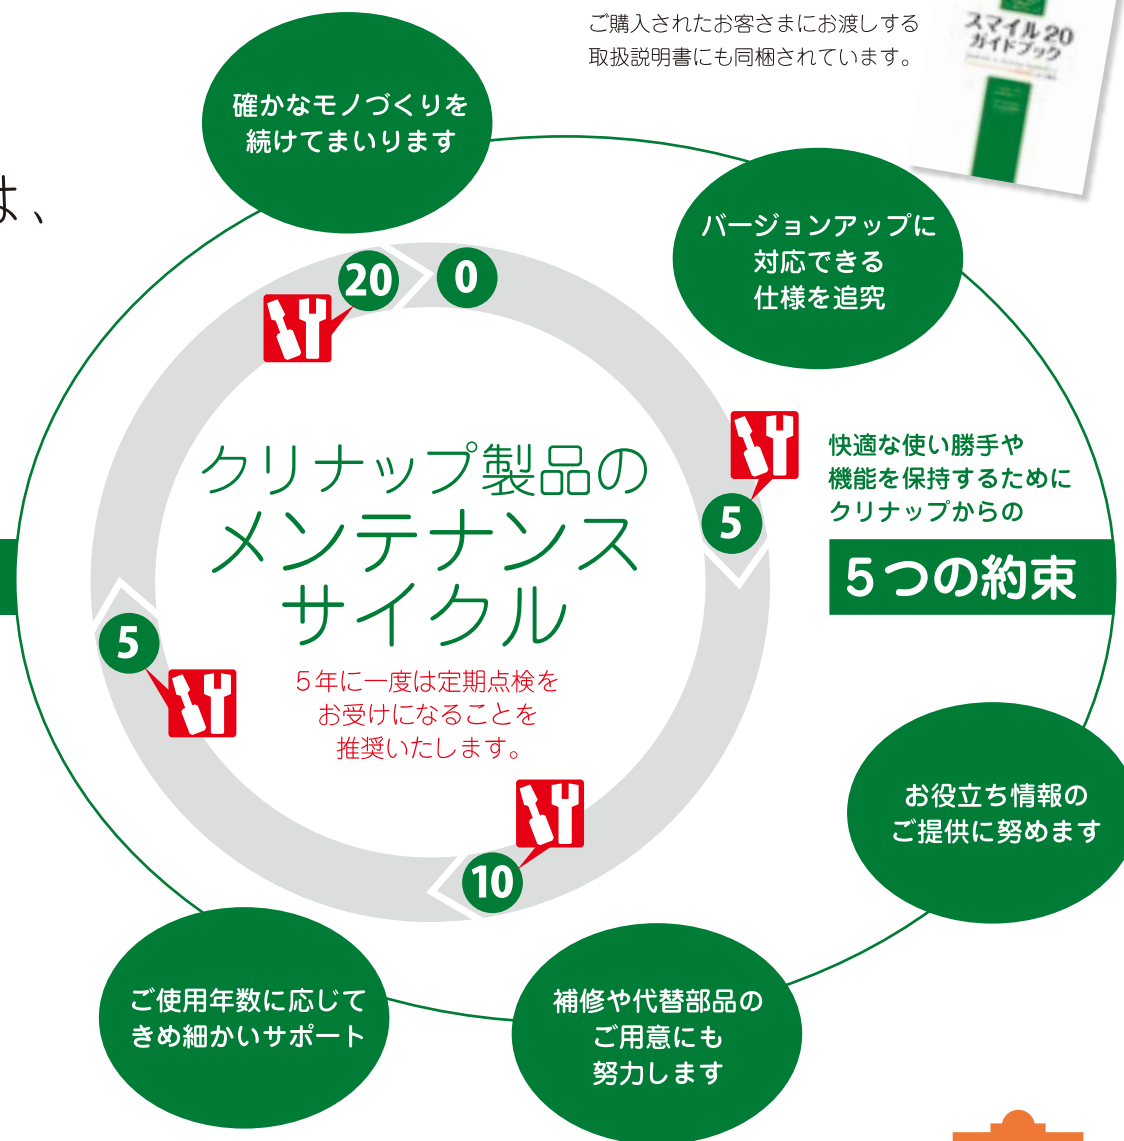 ご購入されたお客さまにお渡しする
取扱説明書にも同梱されています。
スマイル20
ガイドブック
確かなモノづくりを
続けてまいります
は、
バージョンアップに
対応できる
仕様を追究
20
0
5
快適な使い勝手や
機能を保持するために
クリナップからの
5つの約束
クリナップ製品の
メンテナンス
サイクル
5年に一度は定期点検を
お受けになることを
推奨いたします。
5
10
お役立ち情報の
ご提供に努めます
ご使用年数に応じて
きめ細かいサポート
補修や代替部品の
ご用意にも
努力します